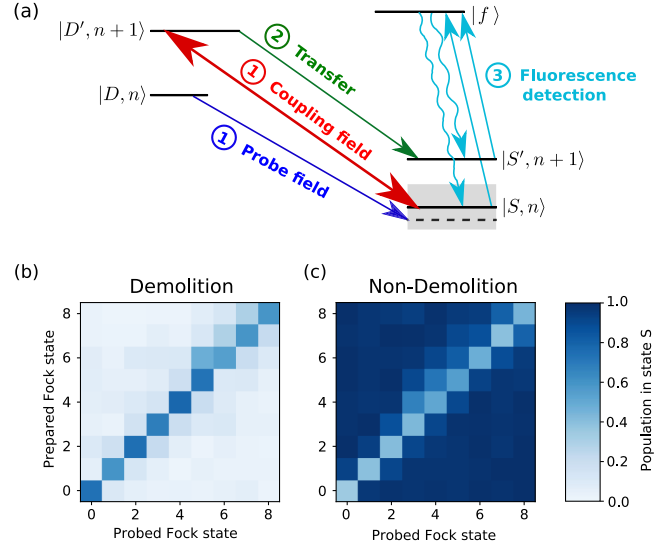 (a)
|D′, n+1⟩
|D, n⟩
② Transfer
① Coupling field
① Probe field
|f⟩
③ Fluorescence
detection
|S′, n+1⟩
|S, n⟩
(b)
Demolition
Prepared Fock state
8
6
4
2
0
0 2 4 6 8
Probed Fock state
(c)
Non-Demolition
8
6
4
2
0
0 2 4 6 8
Probed Fock state
1.0
0.8
0.6
0.4
0.2
0.0
Population in state S